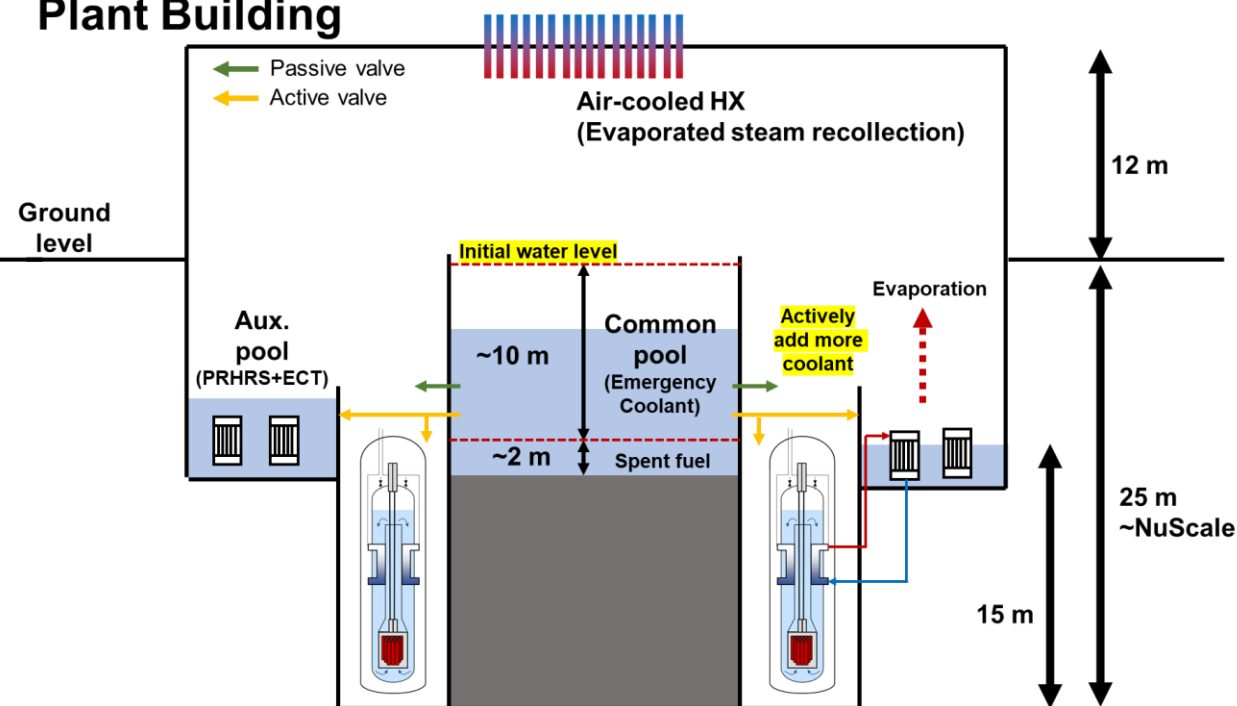 Plant Building
Passive valve
Active valve
Air-cooled HX
(Evaporated steam recollection)
12 m
Ground
level
Initial water level
Evaporation
Aux.
pool
(PRHRS+ECT)
~10 m
Common
pool
(Emergency
Coolant)
Actively
add more
coolant
~2 m
Spent fuel
25 m
~NuScale
15 m